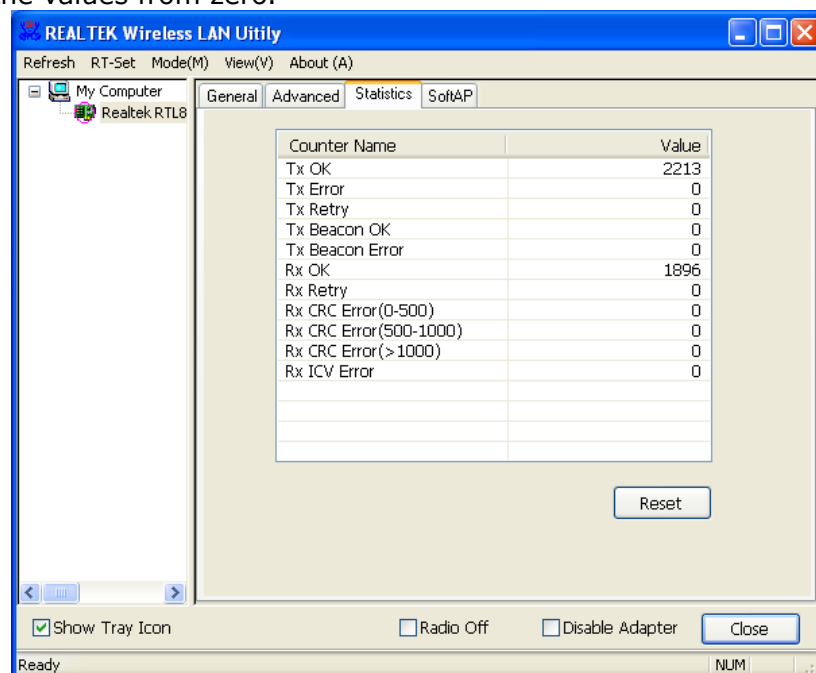 the values from zero.
REALTEK Wireless LAN Uitily
Refresh RT-Set Mode(M) View(V) About (A)
My Computer
Realtek RTL8
General Advanced Statistics SoftAP
Counter Name Value
Tx OK 2213
Tx Error 0
Tx Retry 0
Tx Beacon OK 0
Tx Beacon Error 0
Rx OK 1896
Rx Retry 0
Rx CRC Error(0-500) 0
Rx CRC Error(500-1000) 0
Rx CRC Error(>1000) 0
Rx ICV Error 0
Reset
Show Tray Icon Radio Off Disable Adapter Close
Ready NUM